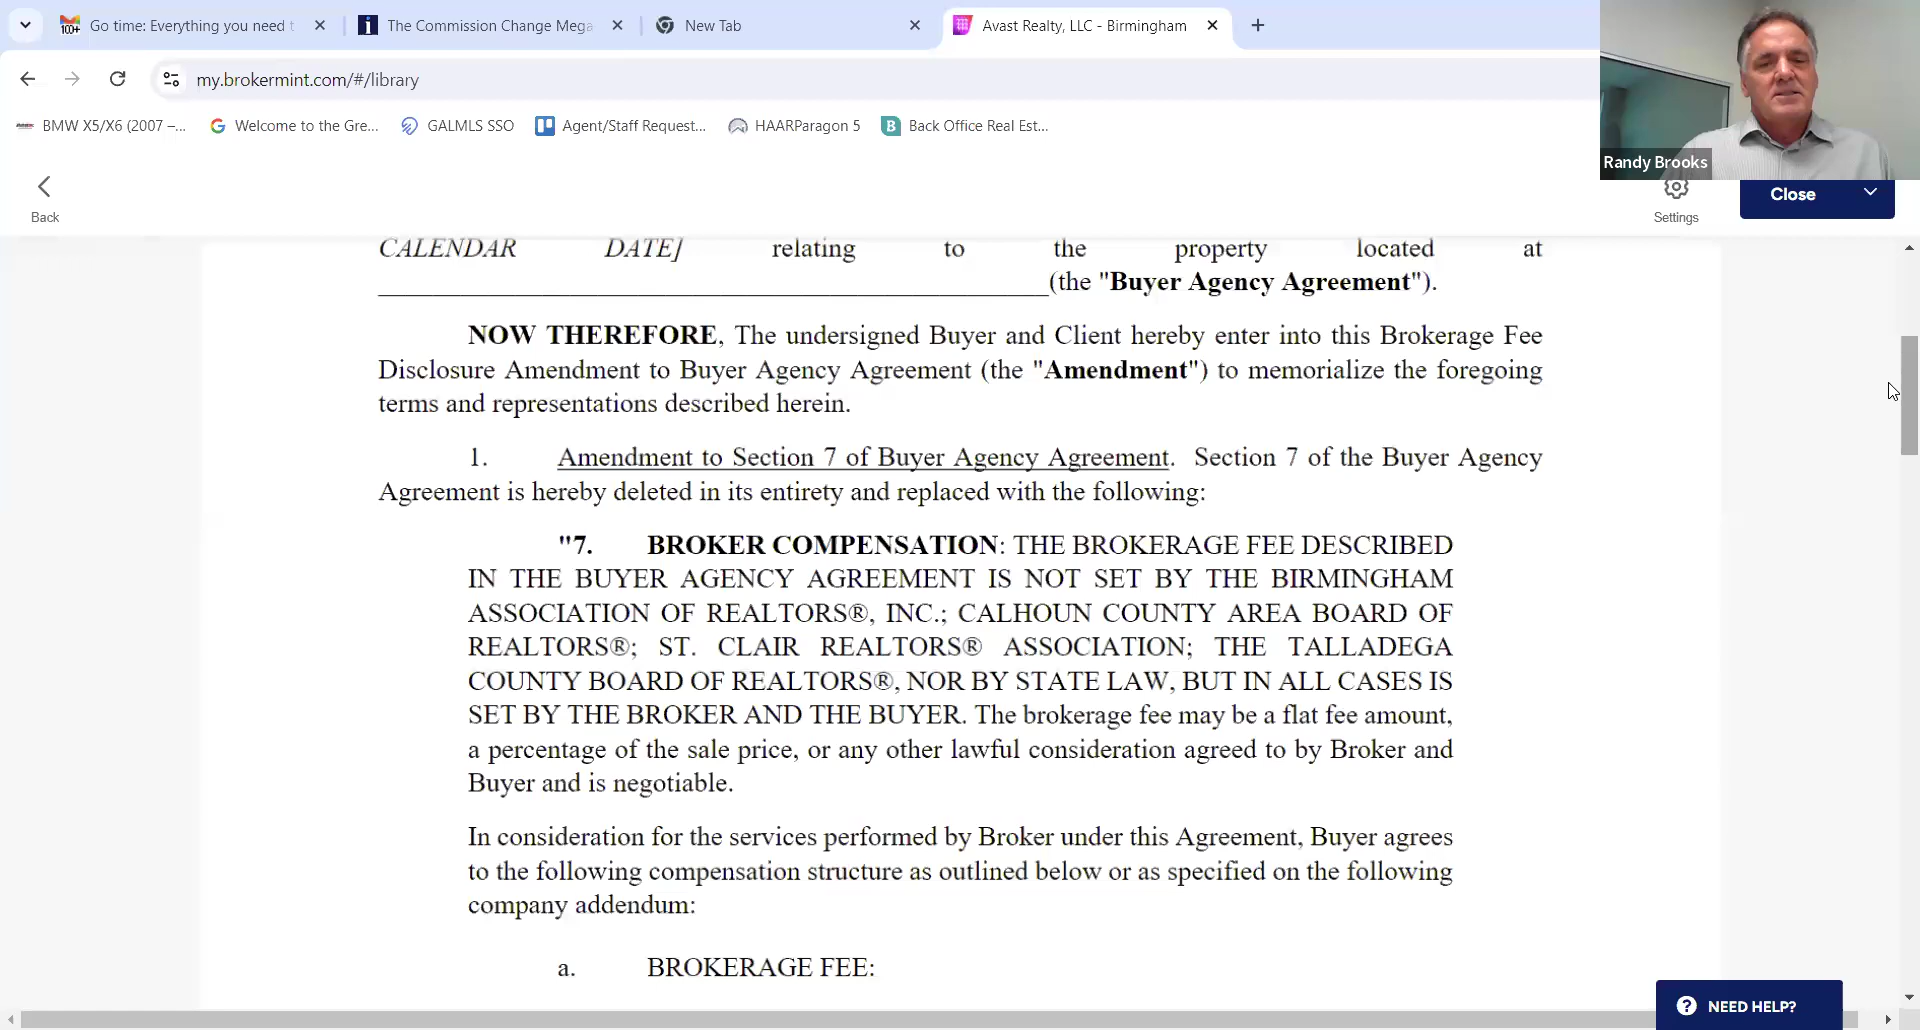 Go time: Everything you need t
The Commission Change Mega
New Tab
Avast Realty, LLC - Birmingham
my.brokermint.com/#/library
BMW X5/X6 (2007 –...
Welcome to the Gre...
GALMLS SSO
Agent/Staff Request...
HAARParagon 5
Back Office Real Est...
Randy Brooks
Back
Settings
Close
CALENDAR DATE] relating to the property located at
(the "Buyer Agency Agreement").
NOW THEREFORE, The undersigned Buyer and Client hereby enter into this Brokerage Fee
Disclosure Amendment to Buyer Agency Agreement (the "Amendment") to memorialize the foregoing
terms and representations described herein.
1. Amendment to Section 7 of Buyer Agency Agreement. Section 7 of the Buyer Agency
Agreement is hereby deleted in its entirety and replaced with the following:
"7. BROKER COMPENSATION: THE BROKERAGE FEE DESCRIBED
IN THE BUYER AGENCY AGREEMENT IS NOT SET BY THE BIRMINGHAM
ASSOCIATION OF REALTORS®, INC.; CALHOUN COUNTY AREA BOARD OF
REALTORS®; ST. CLAIR REALTORS® ASSOCIATION; THE TALLADEGA
COUNTY BOARD OF REALTORS®, NOR BY STATE LAW, BUT IN ALL CASES IS
SET BY THE BROKER AND THE BUYER. The brokerage fee may be a flat fee amount,
a percentage of the sale price, or any other lawful consideration agreed to by Broker and
Buyer and is negotiable.
In consideration for the services performed by Broker under this Agreement, Buyer agrees
to the following compensation structure as outlined below or as specified on the following
company addendum:
a. BROKERAGE FEE:
? NEED HELP?